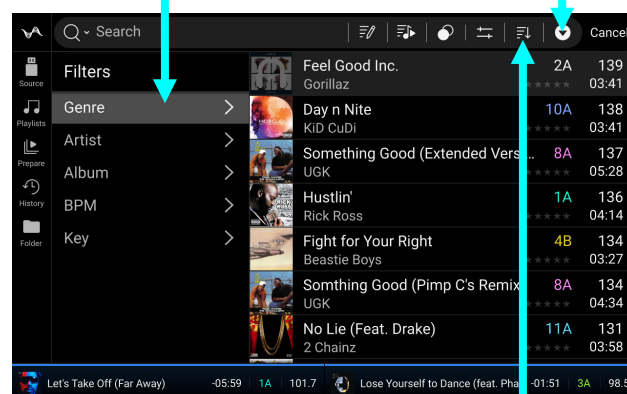 Search
Cancel
Source
Playlists
Prepare
History
Folder
Filters
Genre
Artist
Album
BPM
Key
Feel Good Inc. 2A 139
Gorillaz 03:41
Day n Nite 10A 138
KiD CuDi 03:41
Something Good (Extended Vers... 8A 137
UGK 05:28
Hustlin' 1A 136
Rick Ross 04:14
Fight for Your Right 4B 134
Beastie Boys 03:27
Somthing Good (Pimp C's Remix 8A 134
UGK 04:34
No Lie (Feat. Drake) 11A 131
2 Chainz 03:58
Let's Take Off (Far Away) -05:59 1A 101.7
Lose Yourself to Dance (feat. Pha -01:51 3A 98.5